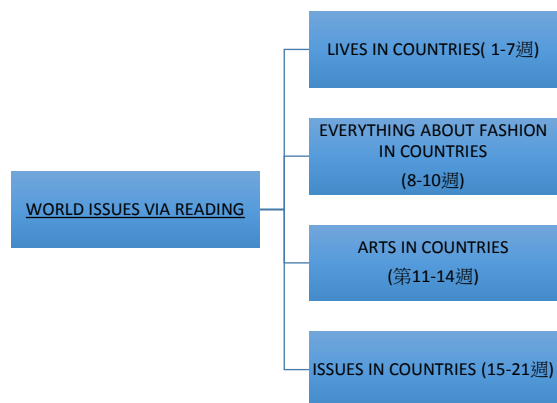 LIVES IN COUNTRIES( 1-7週)
EVERYTHING ABOUT FASHION
IN COUNTRIES
(8-10週)
WORLD ISSUES VIA READING
ARTS IN COUNTRIES
(第11-14週)
ISSUES IN COUNTRIES (15-21週)